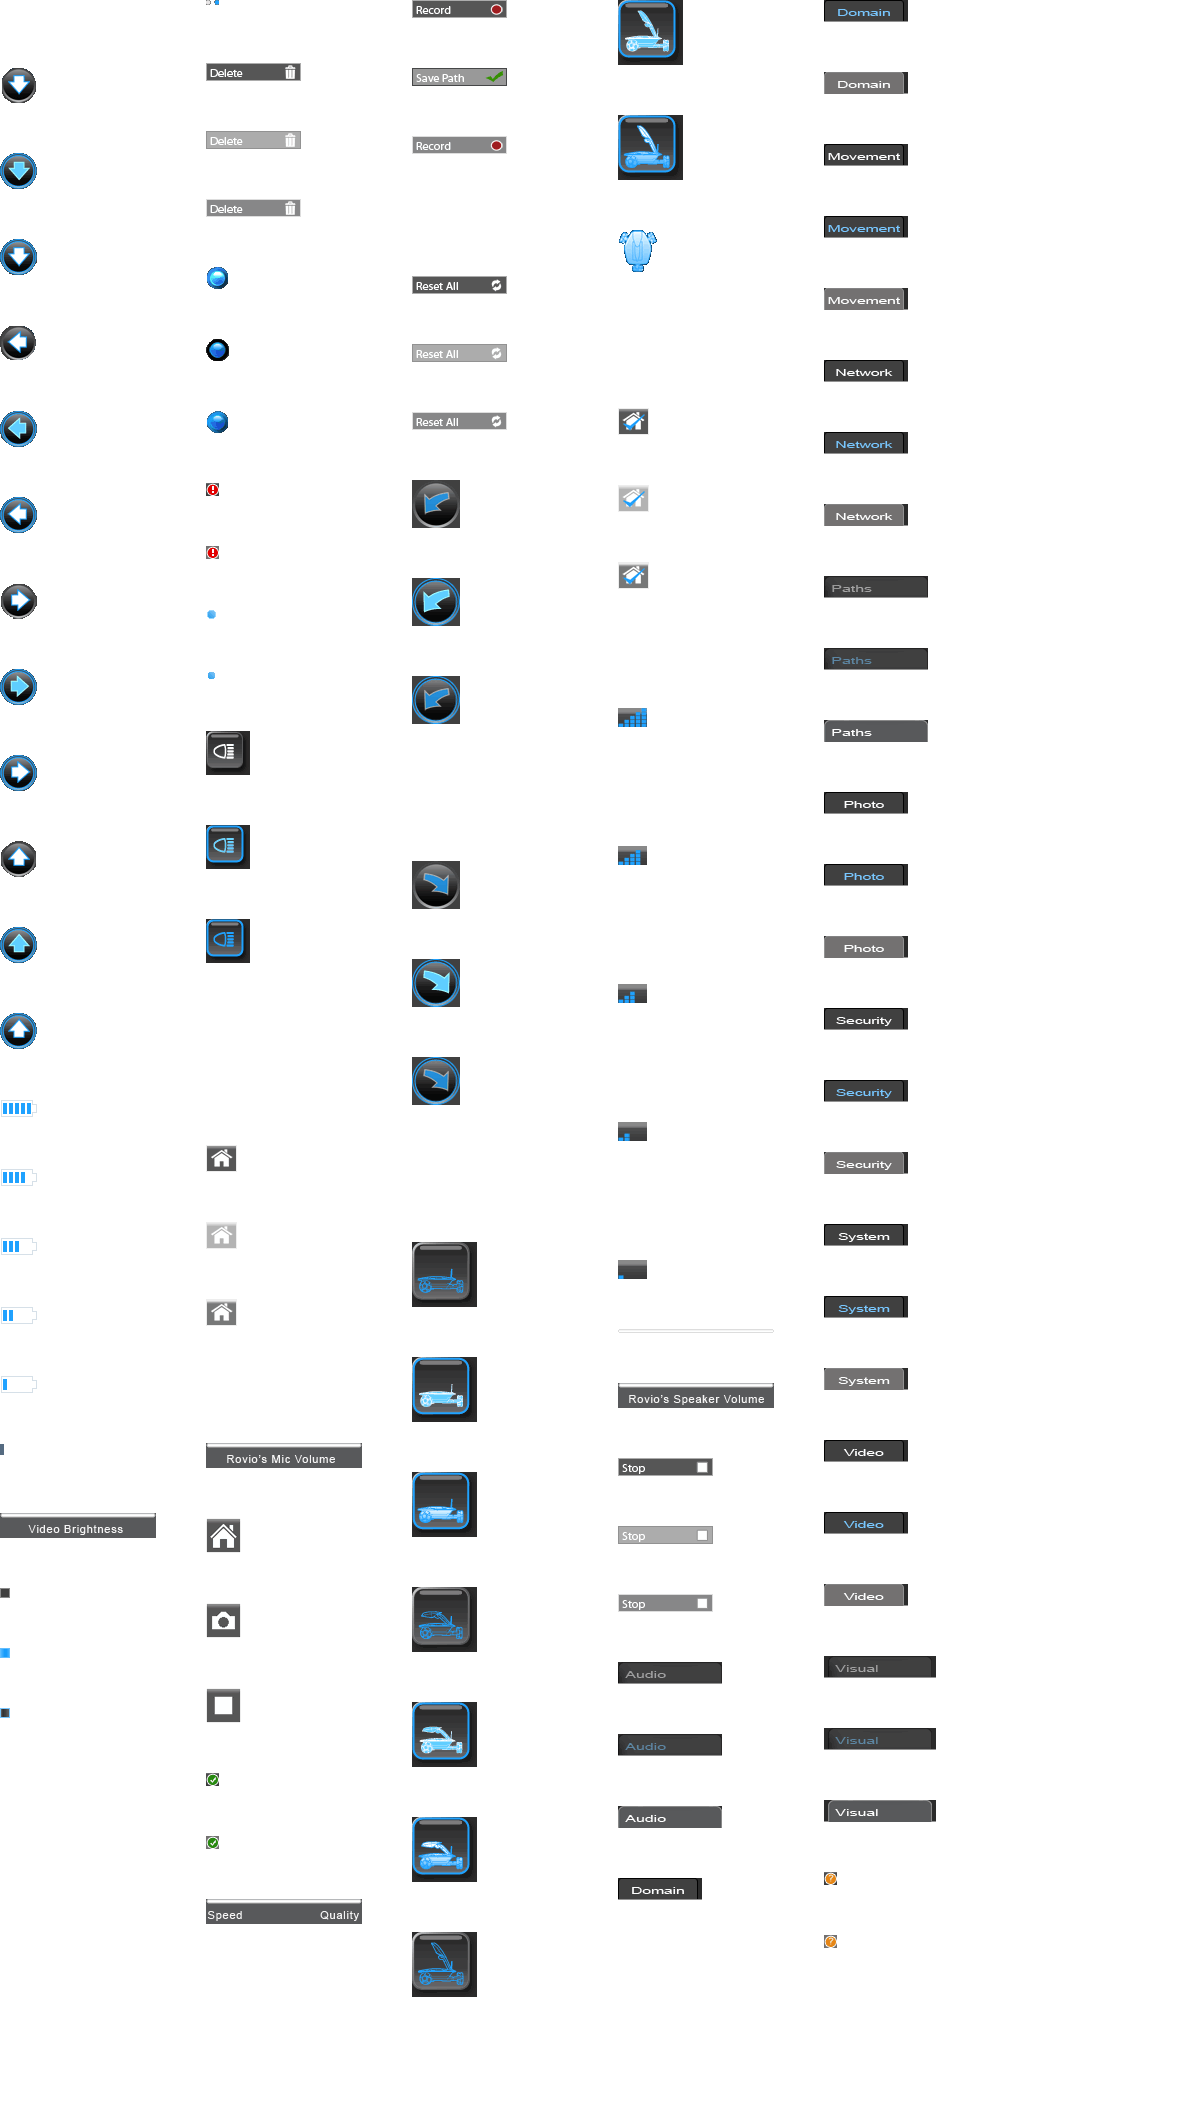 Delete
Delete
Delete
Video Brightness
Rovio's Mic Volume
Speed Quality
Record
Save Path
Record
Reset All
Reset All
Reset All
Rovio's Speaker Volume
Stop
Stop
Stop
Audio
Audio
Audio
Domain
Domain
Domain
Movement
Movement
Movement
Network
Network
Network
Paths
Paths
Paths
Photo
Photo
Photo
Security
Security
Security
System
System
System
Video
Video
Video
Visual
Visual
Visual